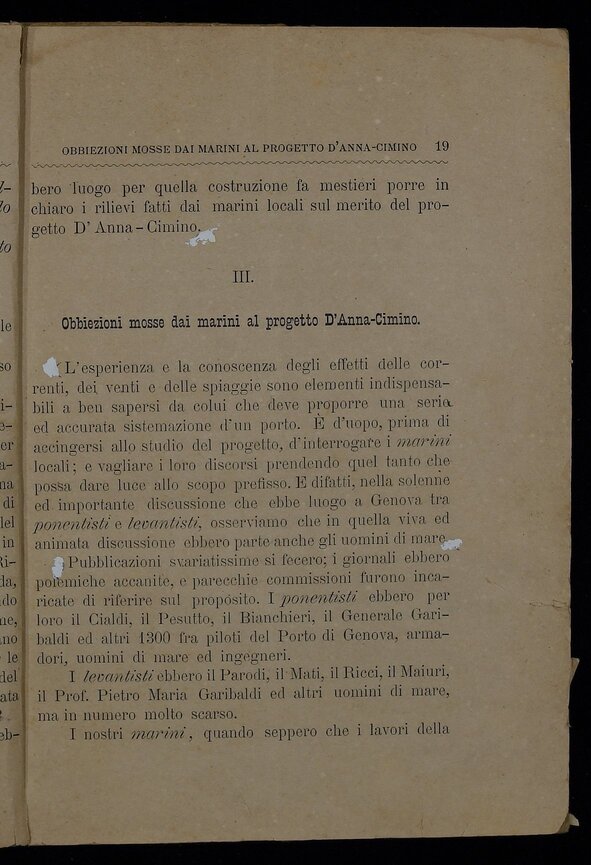 OBBIEZIONI MOSSE DAI MARINI AL PROGETTO D'ANNA-CIMINO 19
bero luogo per quella costruzione fa mestieri porre in
chiaro i rilievi fatti dai marini locali sul merito del pro-
getto D'Anna-Cimino.
III.
Obbiezioni mosse dai marini al progetto D'Anna-Cimino.
L'esperienza e la conoscenza degli effetti delle cor-
renti, dei venti e delle spiaggie sono elementi indispensa-
bili a ben sapersi da colui che deve proporre una seria
ed accurata sistemazione d'un porto. È d'uopo, prima di
accingersi allo studio del progetto, d'interrogare i marini
locali; e vagliare i loro discorsi prendendo quel tanto che
possa dare luce allo scopo prefisso. E difatti, nella solenne
ed importante discussione che ebbe luogo a Genova tra
ponentisti e levantisti, osserviamo che in quella viva ed
animata discussione ebbero parte anche gli uomini di mare
Pubblicazioni svariatissime si fecero; i giornali ebbero
polemiche accanite, e parecchie commissioni furono inca-
ricate di riferire sul proposito. I ponentisti ebbero per
loro il Cialdi, il Pesutto, il Bianchieri, il Generale Gari-
baldi ed altri 1300 fra piloti del Porto di Genova, arma-
dori, uomini di mare ed ingegneri.
I levantisti ebbero il Parodi, il Mati, il Ricci, il Maiuri,
il Prof. Pietro Maria Garibaldi ed altri uomini di mare,
ma in numero molto scarso.
I nostri marini, quando seppero che i lavori della